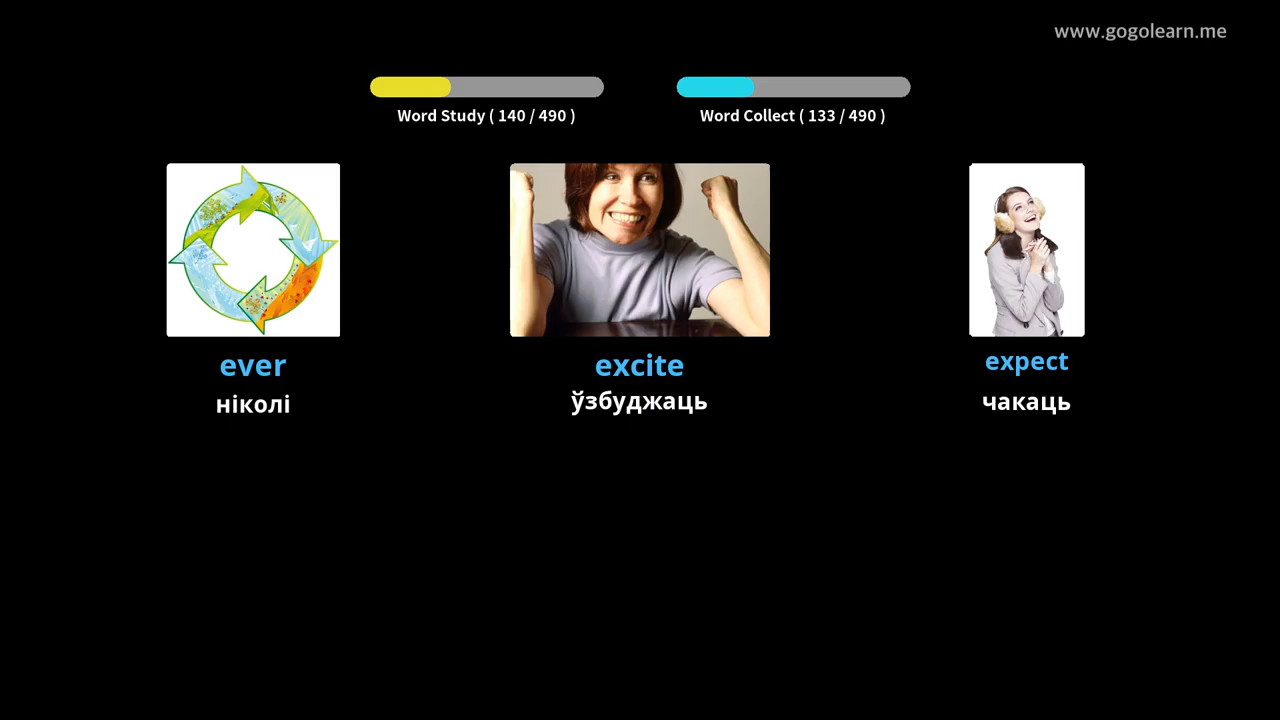 www.gogolearn.me
Word Study ( 140 / 490 )
Word Collect ( 133 / 490 )
ever
excite
expect
ніколі
ўзбуджаць
чакаць